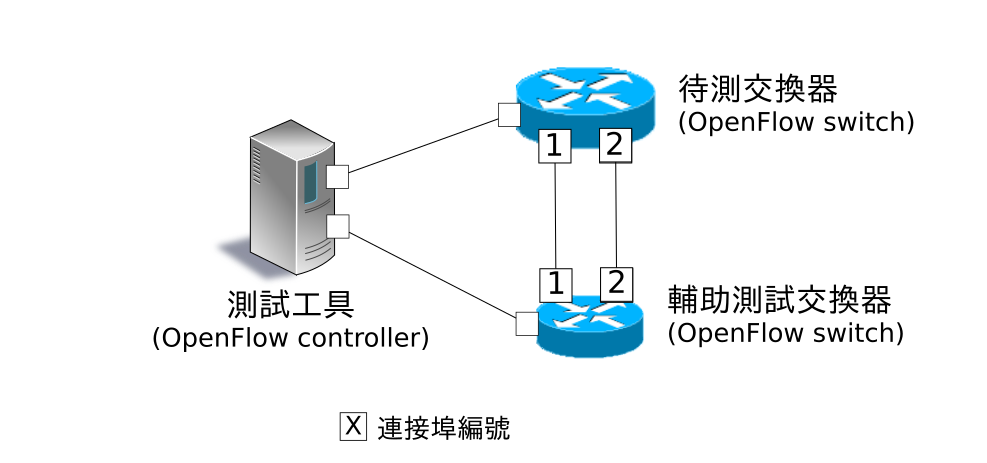 待測交換器
(OpenFlow switch)
1 2
測試工具
(OpenFlow controller)
1 2
輔助測試交換器
(OpenFlow switch)
X 連接埠編號